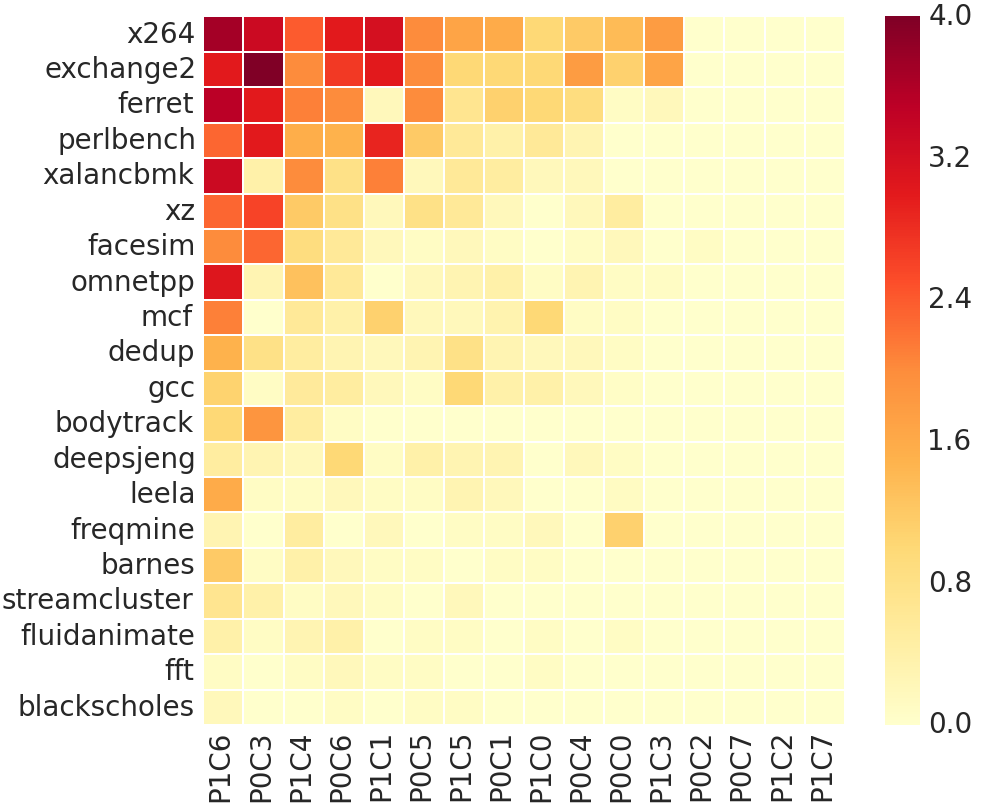 x264
exchange2
ferret
perlbench
xalancbmk
xz
facesim
omnetpp
mcf
dedup
gcc
bodytrack
deepsjeng
leela
freqmine
barnes
streamcluster
fluidanimate
fft
blackscholes
P1C6
P0C3
P1C4
P0C6
P1C1
P0C5
P1C5
P0C1
P1C0
P0C4
P0C0
P1C3
P0C2
P0C7
P1C2
P1C7
4.0
3.2
2.4
1.6
0.8
0.0